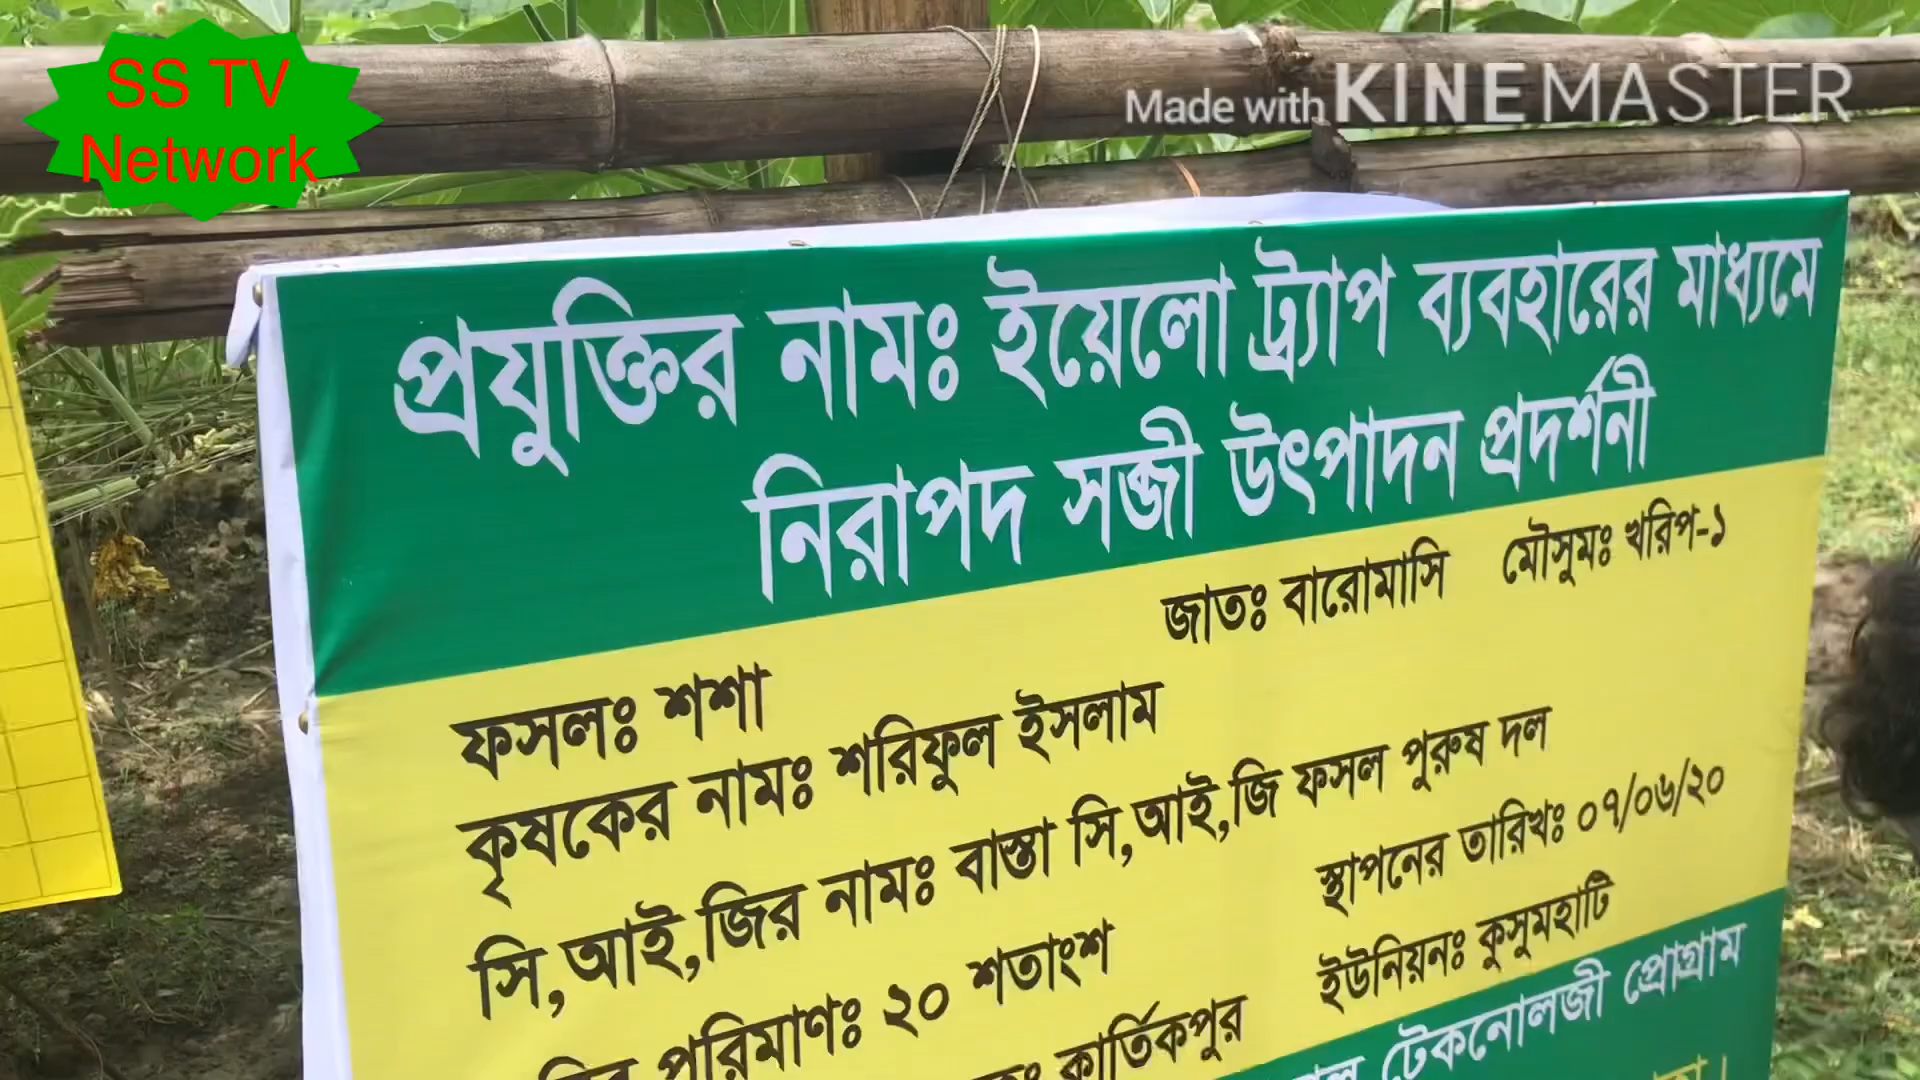 SS TV
Network
Made with KINEMASTER
প্রযুক্তির নামঃ ইয়েলো ট্র্যাপ ব্যবহারের মাধ্যমে
নিরাপদ সব্জী উৎপাদন প্রদর্শনী
ফসলঃ শশা জাতঃ বারোমাসি মৌসুমঃ খরিপ-১
কৃষকের নামঃ শরিফুল ইসলাম
সি,আই,জির নামঃ বাস্তা সি,আই,জি ফসল পুরুষ দল
পরিমাণঃ ২০ শতাংশ স্থাপনের তারিখঃ ০৭/০৬/২০
কার্তিকপুর ইউনিয়নঃ কুসুমহাটি
টেকনোলজী প্রোগ্রাম